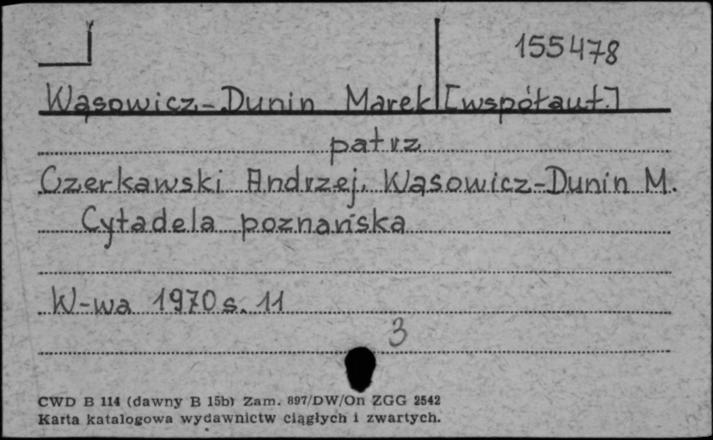 155478
Wąsowicz-Dunin Marek [współaut.]
patrz
Czerkawski Andrzej, Wąsowicz-Dunin M.
Cytadela poznańska
W-wa 1970 s. 11
3
CWD B 114 (dawny B 15b) Zam. 897/DW/On ZGG 2542
Karta katalogowa wydawnictw ciągłych i zwartych.